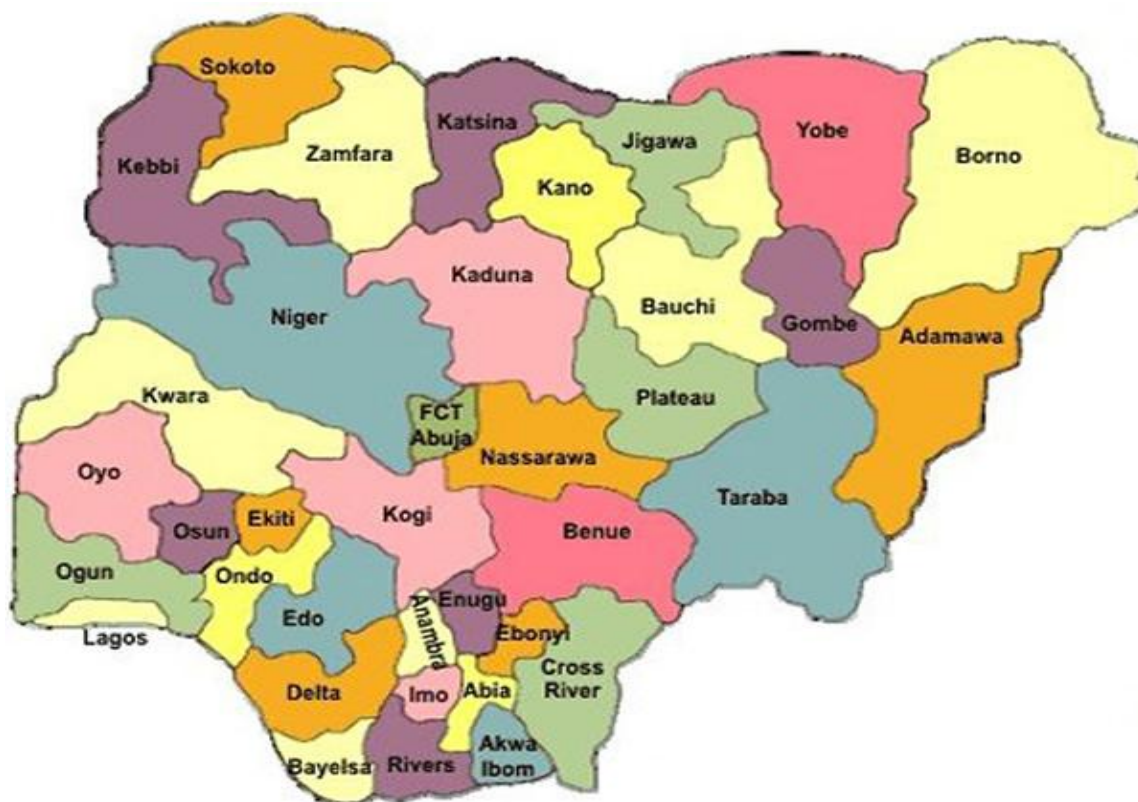 Sokoto
Kebbi
Zamfara
Katsina
Kano
Jigawa
Yobe
Borno
Niger
Kaduna
Bauchi
Gombe
Adamawa
Kwara
FCT
Abuja
Plateau
Nassarawa
Taraba
Oyo
Osun
Ekiti
Kogi
Benue
Ogun
Ondo
Lagos
Edo
Anambra
Enugu
Ebonyi
Cross
River
Delta
Imo
Abia
Bayelsa
Rivers
Akwa
Ibom